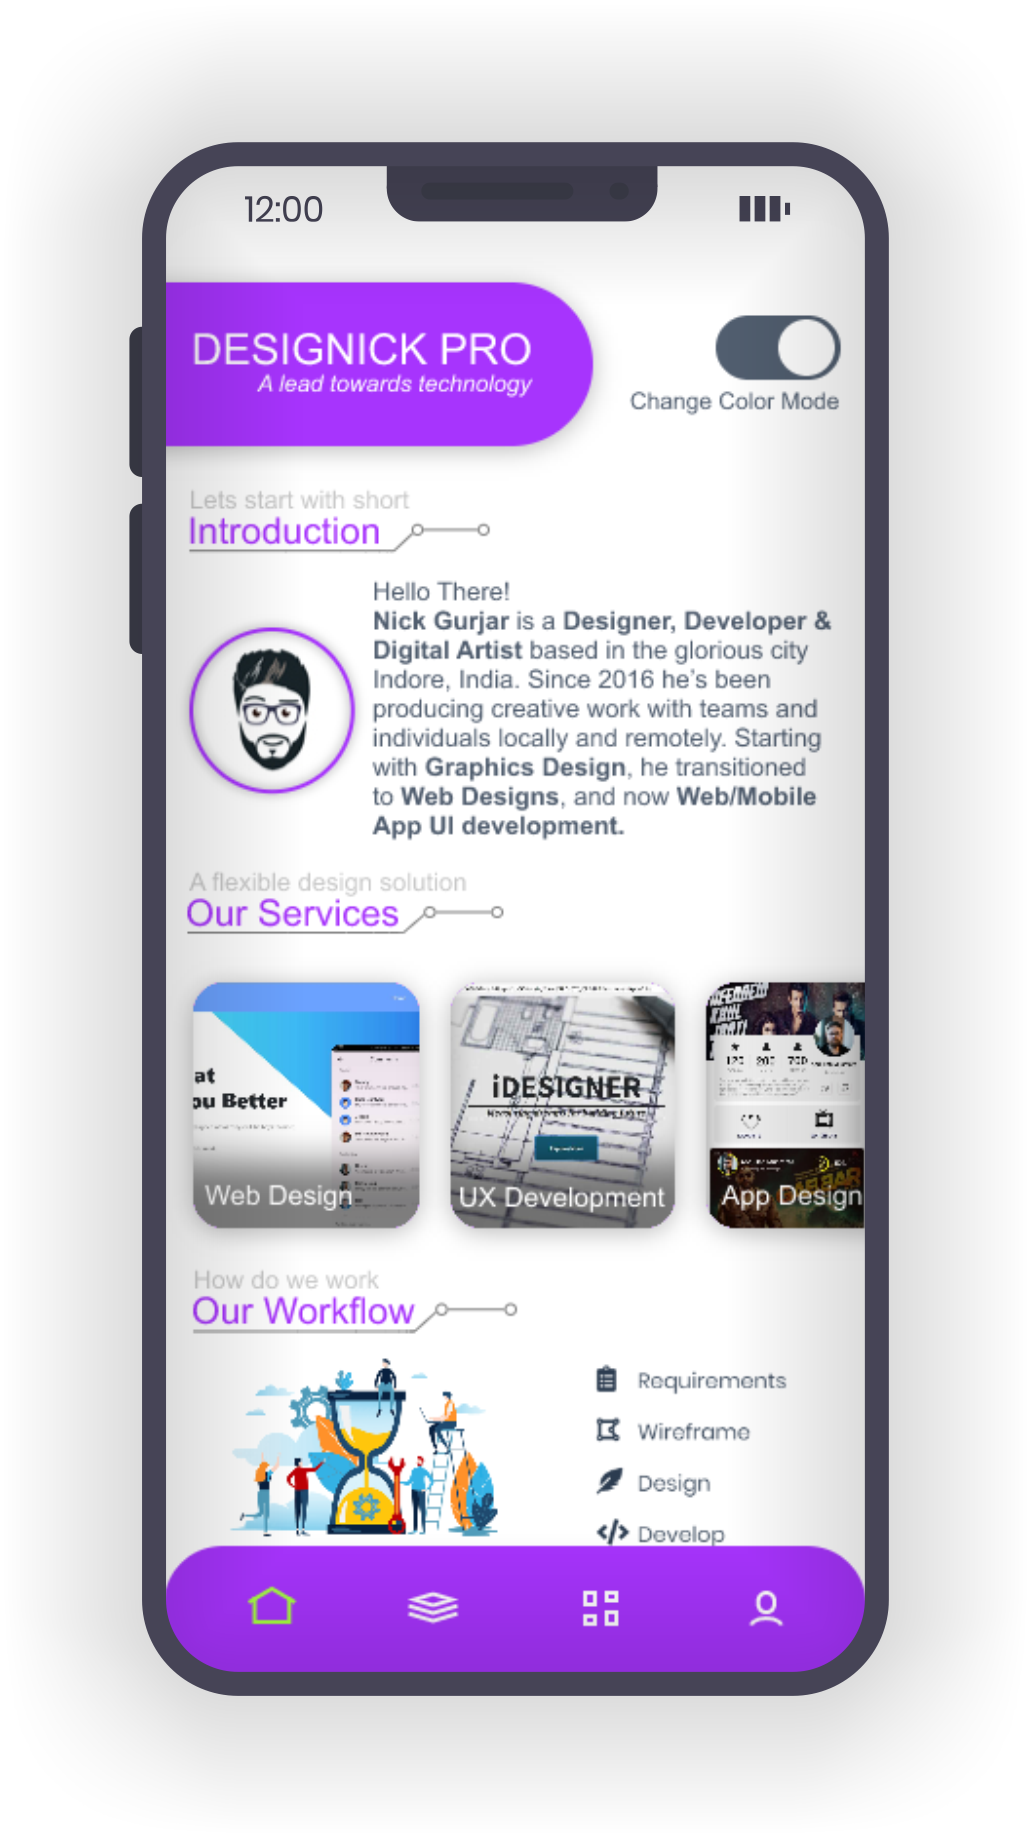 12:00
DESIGNICK PRO
A lead towards technology
Change Color Mode
Lets start with short
Introduction
Hello There!
Nick Gurjar is a Designer, Developer &
Digital Artist based in the glorious city
Indore, India. Since 2016 he's been
producing creative work with teams and
individuals locally and remotely. Starting
with Graphics Design, he transitioned
to Web Designs, and now Web/Mobile
App UI development.
A flexible design solution
Our Services
at
ou Better
Web Design
iDESIGNER
UX Development
120 200 700
App Design
How do we work
Our Workflow
Requirements
Wireframe
Design
Develop